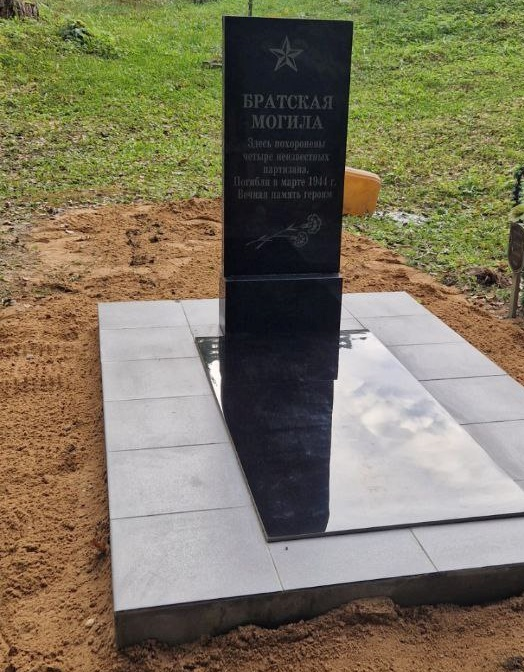 БРАТСКАЯ
МОГИЛА
Здесь похоронены
четыре неизвестных
партизана.
Погибли в марте 1944 г.
Вечная память героям